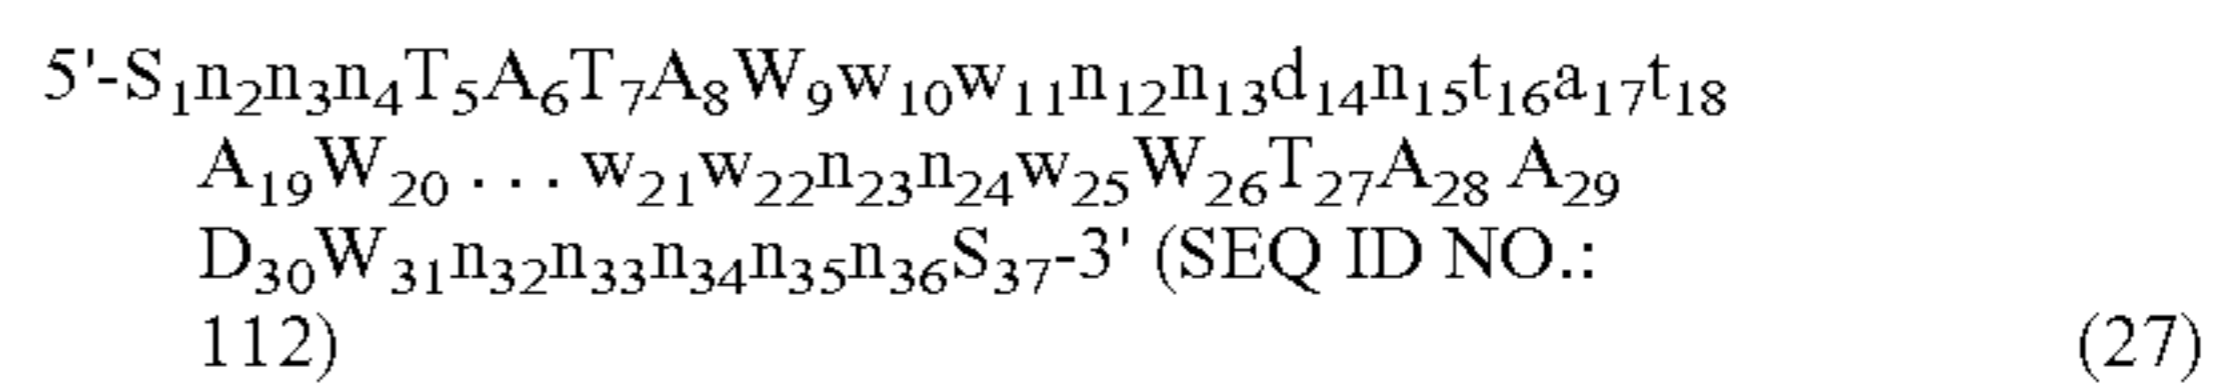 5'-S₁n₂n₃n₄T₅A₆T₇A₈W₉w₁₀w₁₁n₁₂n₁₃d₁₄n₁₅t₁₆a₁₇t₁₈
A₁₉W₂₀ . . . w₂₁w₂₂n₂₃n₂₄w₂₅W₂₆T₂₇A₂₈ A₂₉
D₃₀W₃₁n₃₂n₃₃n₃₄n₃₅n₃₆S₃₇-3' (SEQ ID NO.:
112) (27)